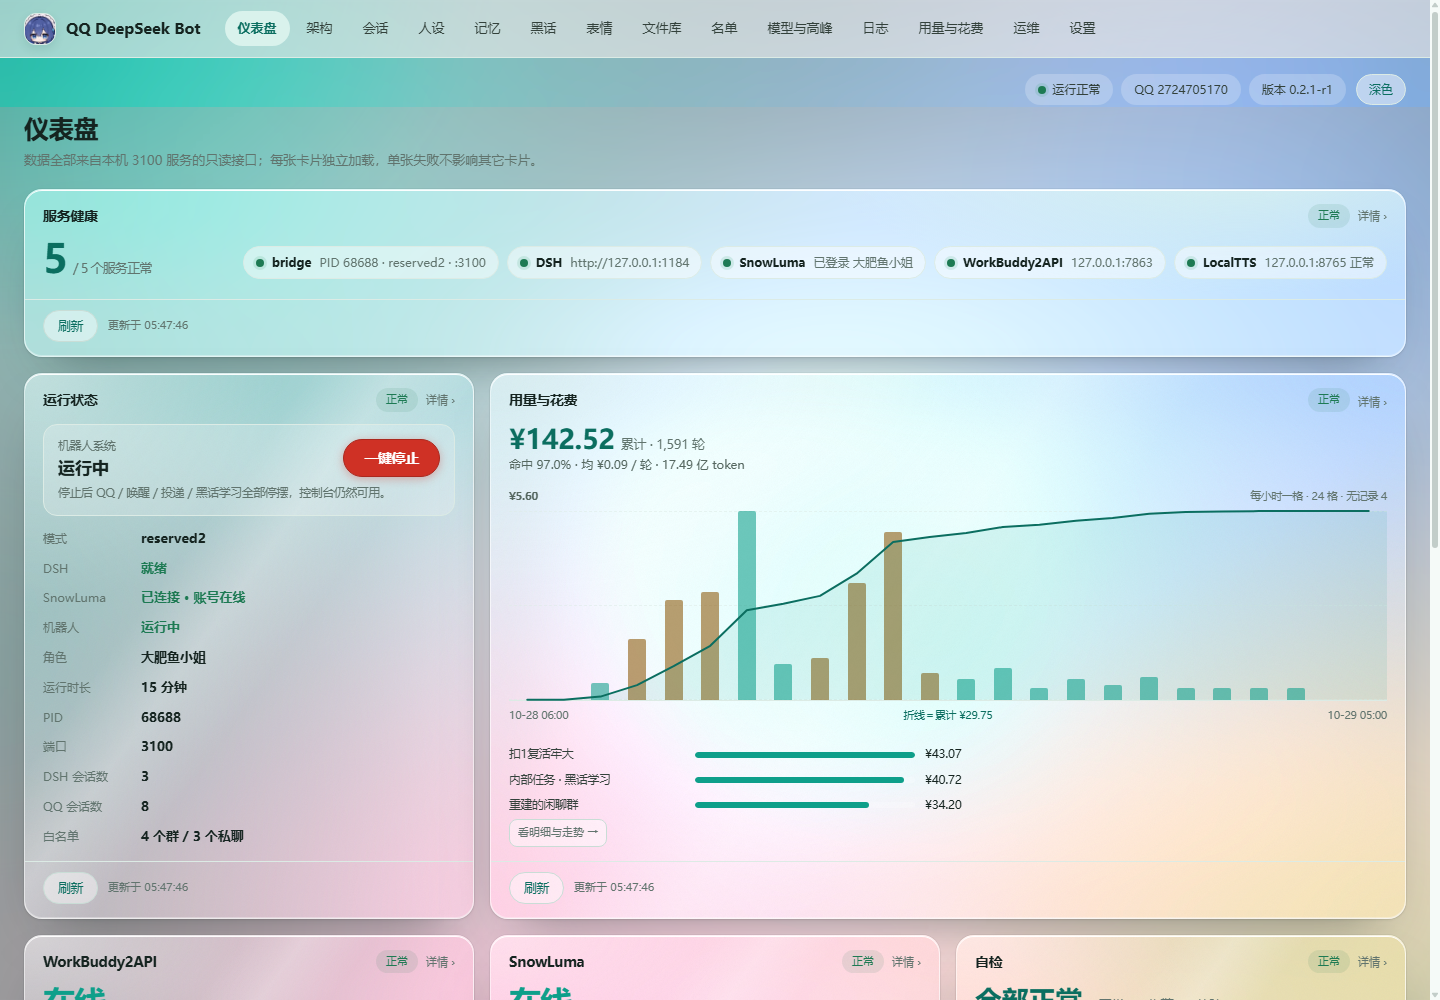 QQ DeepSeek Bot
仪表盘 架构 会话 人设 记忆 黑话 表情 文件库 名单 模型与高峰 日志 用量与花费 运维 设置
运行正常 QQ 2724705170 版本 0.2.1-r1 深色
仪表盘
数据全部来自本机 3100 服务的只读接口；每张卡片独立加载，单张失败不影响其它卡片。
服务健康 正常 详情 ›
5 / 5 个服务正常
bridge PID 68688 · reserved2 · :3100
DSH http://127.0.0.1:1184
SnowLuma 已登录 大肥鱼小姐
WorkBuddy2API 127.0.0.1:7863
LocalTTS 127.0.0.1:8765 正常
刷新 更新于 05:47:46
运行状态 正常 详情 ›
机器人系统
运行中
一键停止
停止后 QQ / 唤醒 / 投递 / 黑话学习全部停摆，控制台仍然可用。
模式 reserved2
DSH 就绪
SnowLuma 已连接 • 账号在线
机器人 运行中
角色 大肥鱼小姐
运行时长 15 分钟
PID 68688
端口 3100
DSH 会话数 3
QQ 会话数 8
白名单 4 个群 / 3 个私聊
刷新 更新于 05:47:46
用量与花费 正常 详情 ›
¥142.52 累计 · 1,591 轮
命中 97.0% · 均 ¥0.09 / 轮 · 17.49 亿 token
¥5.60 每小时一格 · 24 格 · 无记录 4
10-28 06:00 折线=累计 ¥29.75 10-29 05:00
扣1复活牢大 ¥43.07
内部任务 · 黑话学习 ¥40.72
重建的闲聊群 ¥34.20
看明细与走势 →
刷新 更新于 05:47:46
WorkBuddy2API 正常 详情 ›
在线
SnowLuma 正常 详情 ›
在线
自检 正常 详情 ›
全部正常